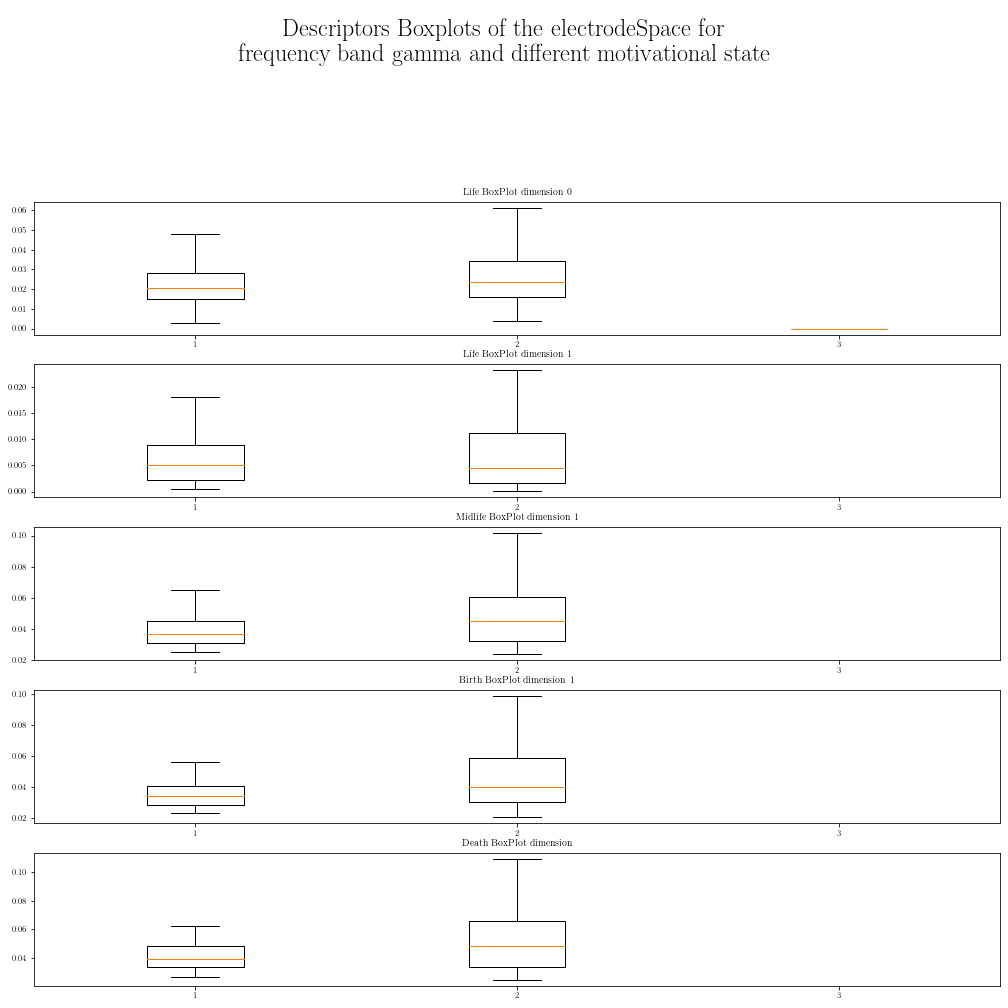 Descriptors Boxplots of the electrodeSpace for
frequency band gamma and different motivational state
Life BoxPlot dimension 0
0.06
0.05
0.04
0.03
0.02
0.01
0.00
1 2 3
Life BoxPlot dimension 1
0.020
0.015
0.010
0.005
0.000
1 2 3
Midlife BoxPlot dimension 1
0.10
0.08
0.06
0.04
0.02
1 2 3
Birth BoxPlot dimension 1
0.10
0.08
0.06
0.04
0.02
1 2 3
Death BoxPlot dimension
0.10
0.08
0.06
0.04
1 2 3